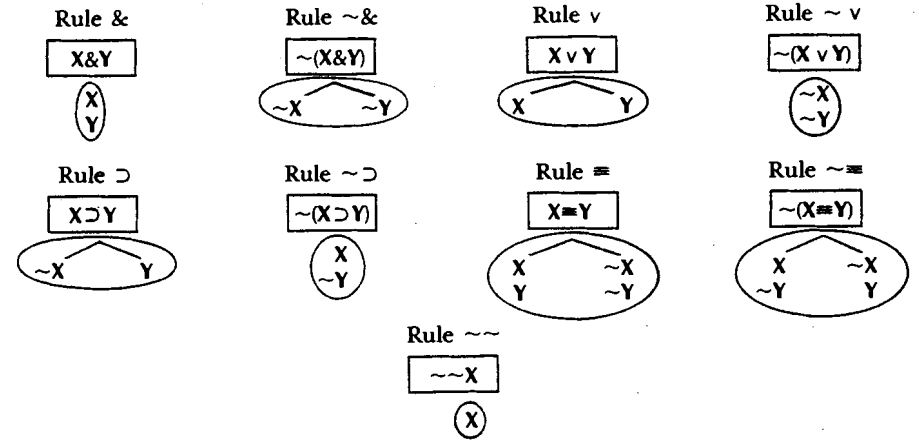 Rule & Rule ~& Rule v Rule ~ v
X&Y ~(X&Y) X v Y ~(X v Y)
X ~X ~Y X Y ~X
Y ~Y
Rule ⊃ Rule ~⊃ Rule ≡ Rule ~≡
X⊃Y ~(X⊃Y) X≡Y ~(X≡Y)
~X Y X X ~X X ~X
~Y Y ~Y ~Y Y
Rule ~~
~~X
X